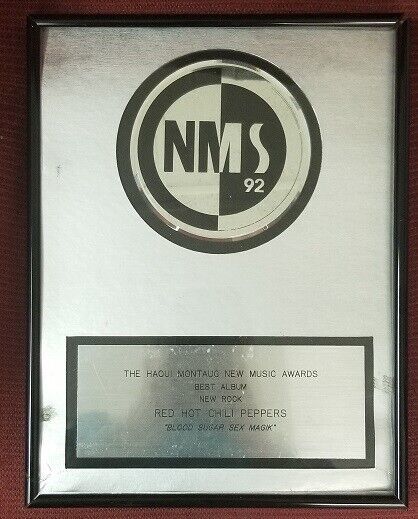 NMS
92
THE HAOUI MONTAUG NEW MUSIC AWARDS
BEST ALBUM
NEW ROCK
RED HOT CHILI PEPPERS
"BLOOD SUGAR SEX MAGIK"